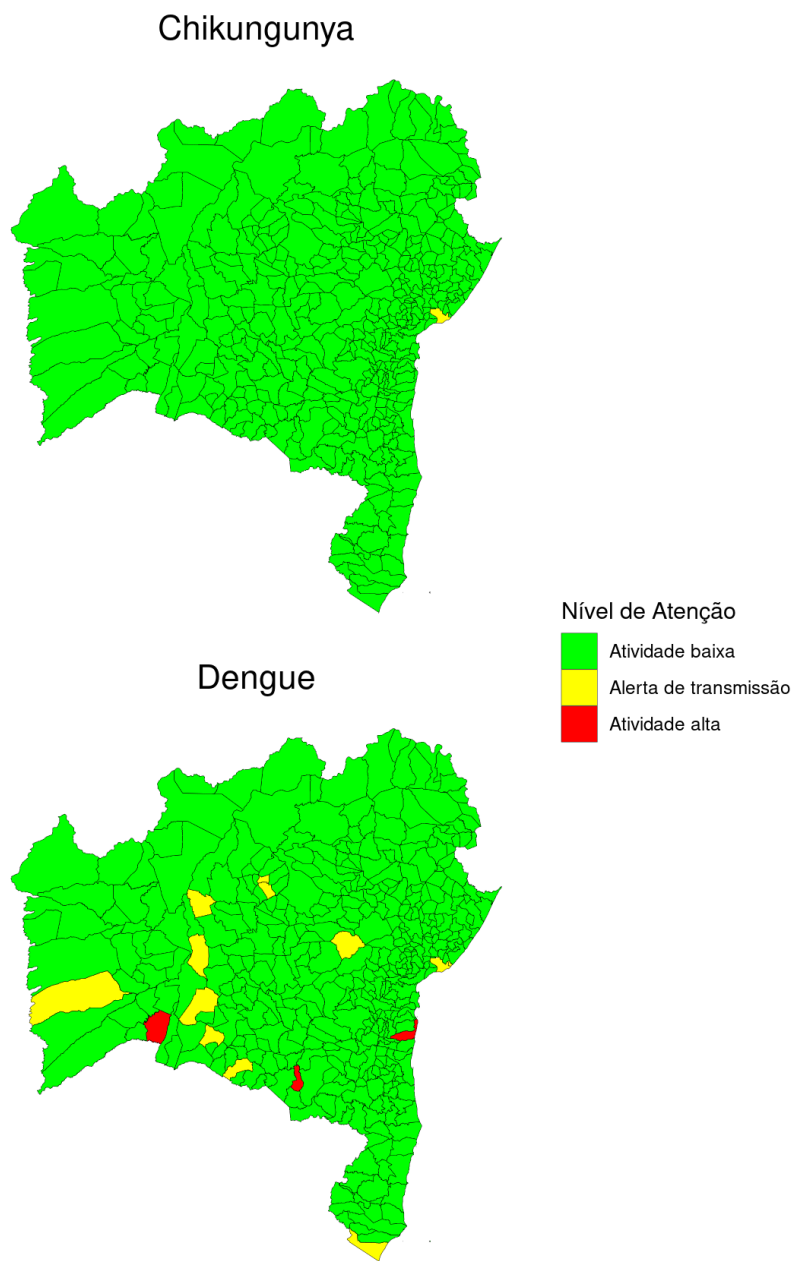 Chikungunya
Nível de Atenção
Atividade baixa
Alerta de transmissão
Atividade alta
Dengue